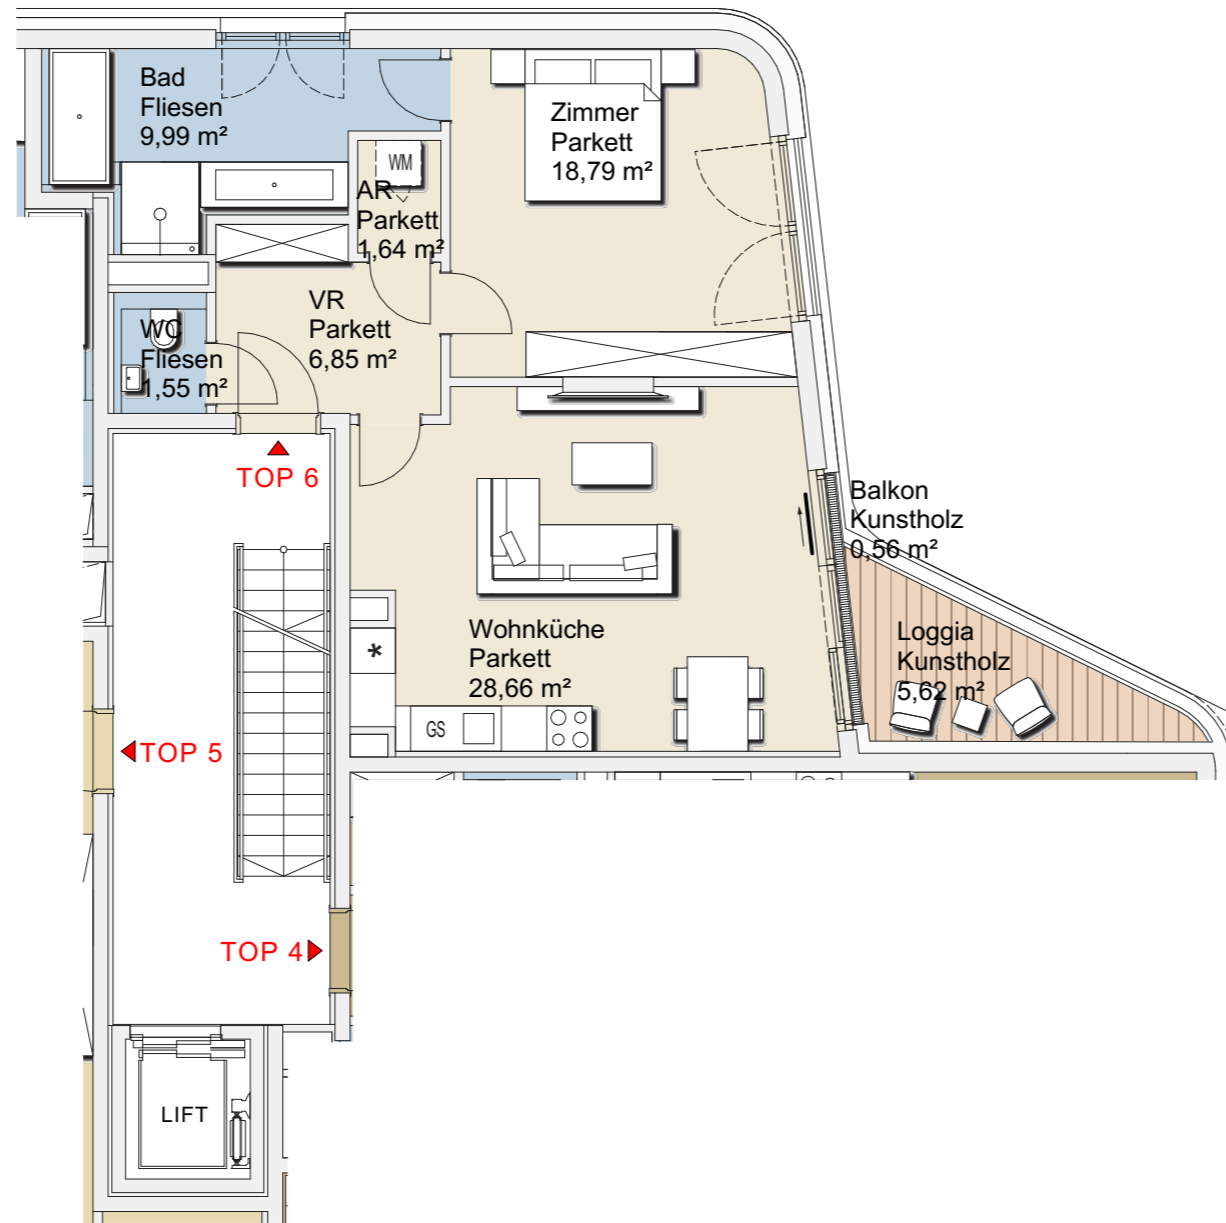 Bad
Fliesen
9,99 m²
Zimmer
Parkett
18,79 m²
WM
AR
Parkett
1,64 m²
VR
Parkett
6,85 m²
WC
Fliesen
1,55 m²
TOP 6
Balkon
Kunstholz
0,56 m²
Loggia
Kunstholz
5,62 m²
Wohnküche
Parkett
28,66 m²
*
GS
TOP 5
TOP 4
LIFT